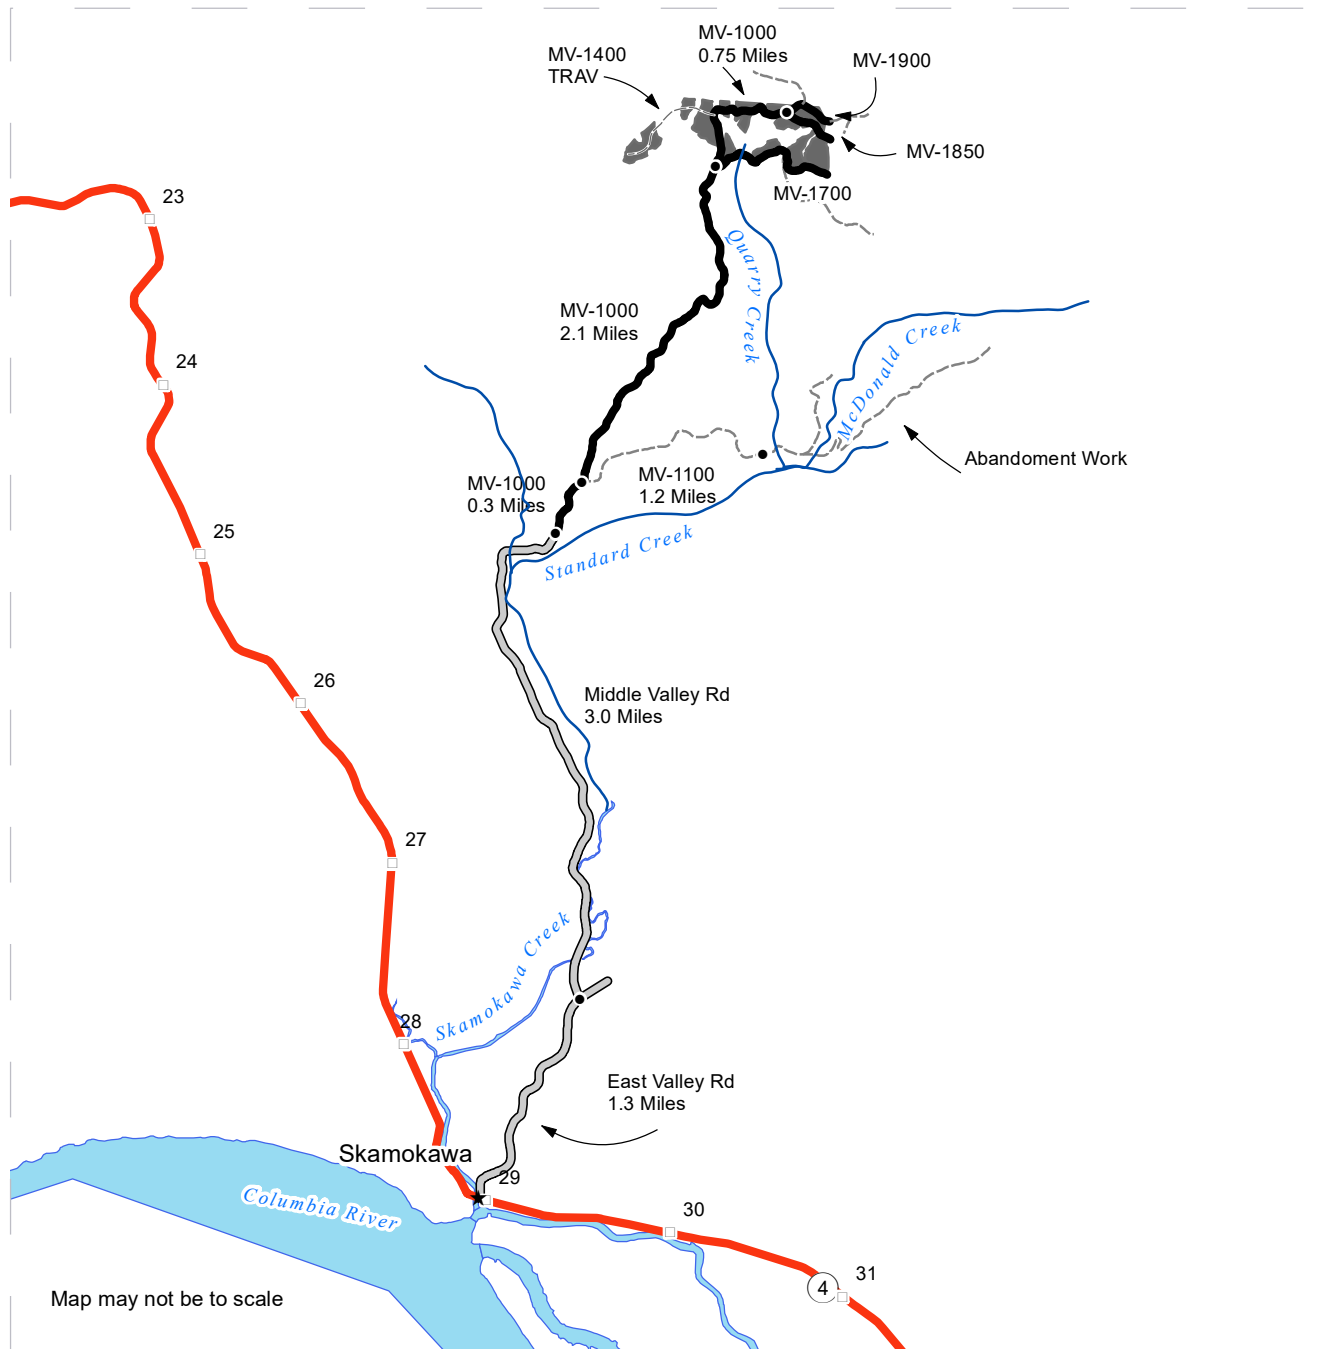 MV-1000
0.75 Miles
MV-1400
TRAV
MV-1900
MV-1850
MV-1700
23
Quarry Creek
MV-1000
2.1 Miles
McDonald Creek
24
Abandoment Work
MV-1100
1.2 Miles
MV-1000
0.3 Miles
25
Standard Creek
26
Middle Valley Rd
3.0 Miles
27
Skamokawa Creek
28
East Valley Rd
1.3 Miles
Skamokawa
29
Columbia River
30
31
4
Map may not be to scale